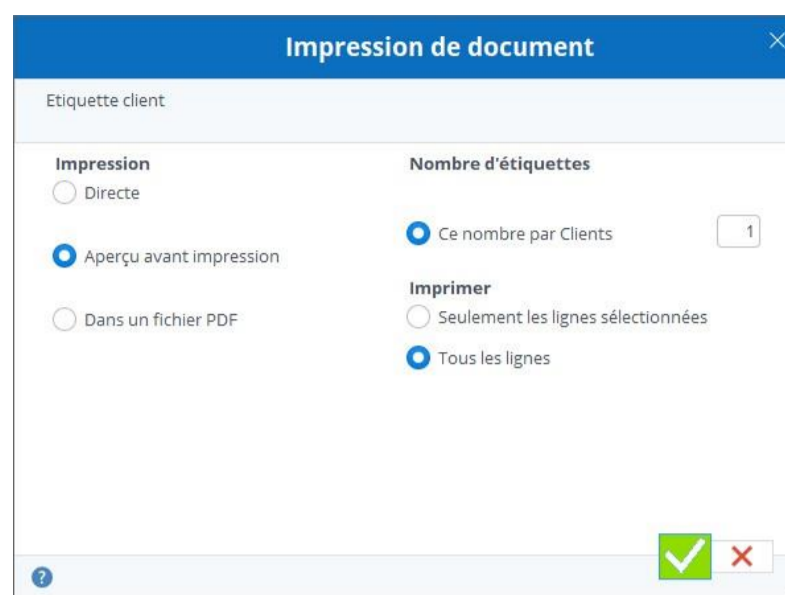 Impression de document
Etiquette client
Impression
Directe
Aperçu avant impression
Dans un fichier PDF
Nombre d'étiquettes
Ce nombre par Clients 1
Imprimer
Seulement les lignes sélectionnées
Tous les lignes
?